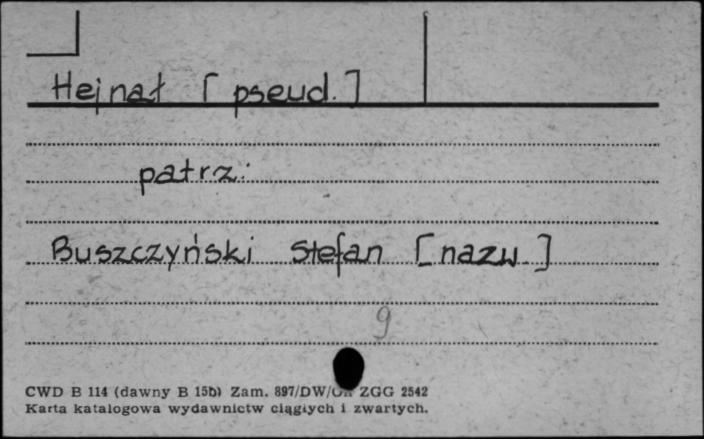 Hejnał [pseud.]
patrz:
Buszczyński Stefan [nazw.]
9
CWD B 114 (dawny B 15b) Zam. 897/DW/ ZGG 2542
Karta katalogowa wydawnictw ciągłych i zwartych.